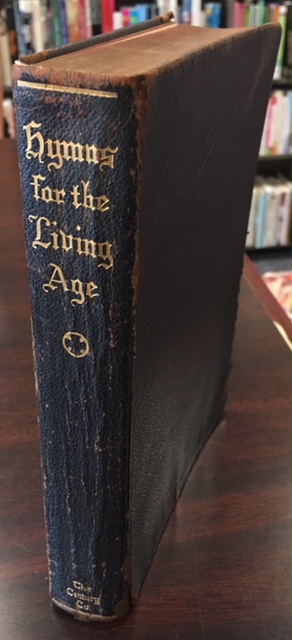 Hymns
for the
Living
Age
The
Century
Co